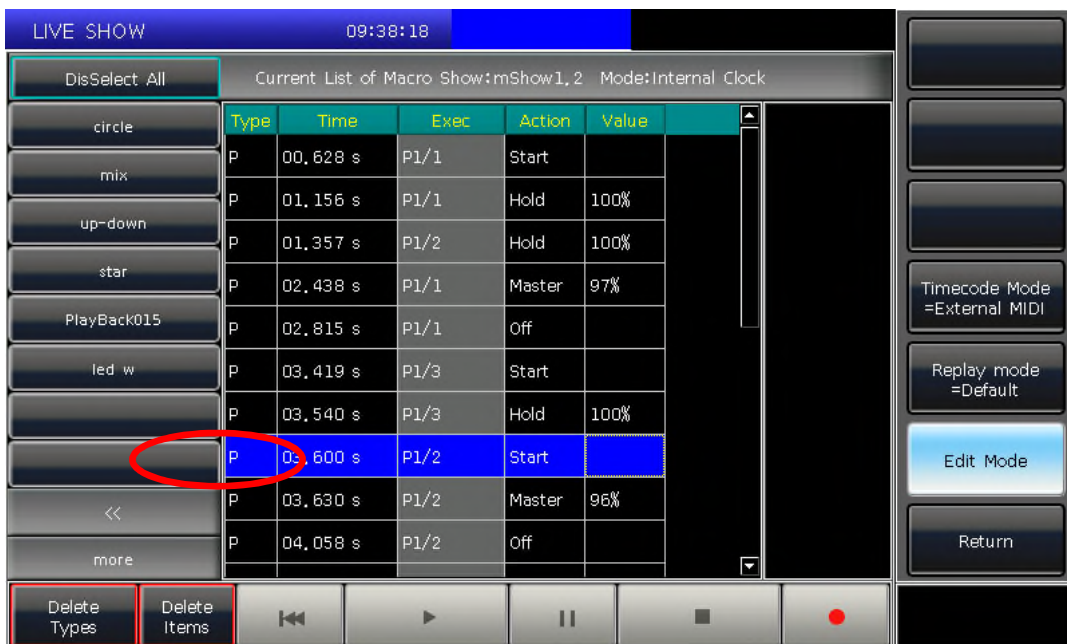 LIVE SHOW 09:38:18
DisSelect All
Current List of Macro Show:mShow1.2 Mode:Internal Clock
circle
mix
up-down
star
PlayBack015
led w
<<
more
Type Time Exec Action Value
P 00.628 s P1/1 Start
P 01.156 s P1/1 Hold 100%
P 01.357 s P1/2 Hold 100%
P 02.438 s P1/1 Master 97%
P 02.815 s P1/1 Off
P 03.419 s P1/3 Start
P 03.540 s P1/3 Hold 100%
P 03.600 s P1/2 Start
P 03.630 s P1/2 Master 96%
P 04.058 s P1/2 Off
Timecode Mode
=External MIDI
Replay mode
=Default
Edit Mode
Return
Delete
Types
Delete
Items